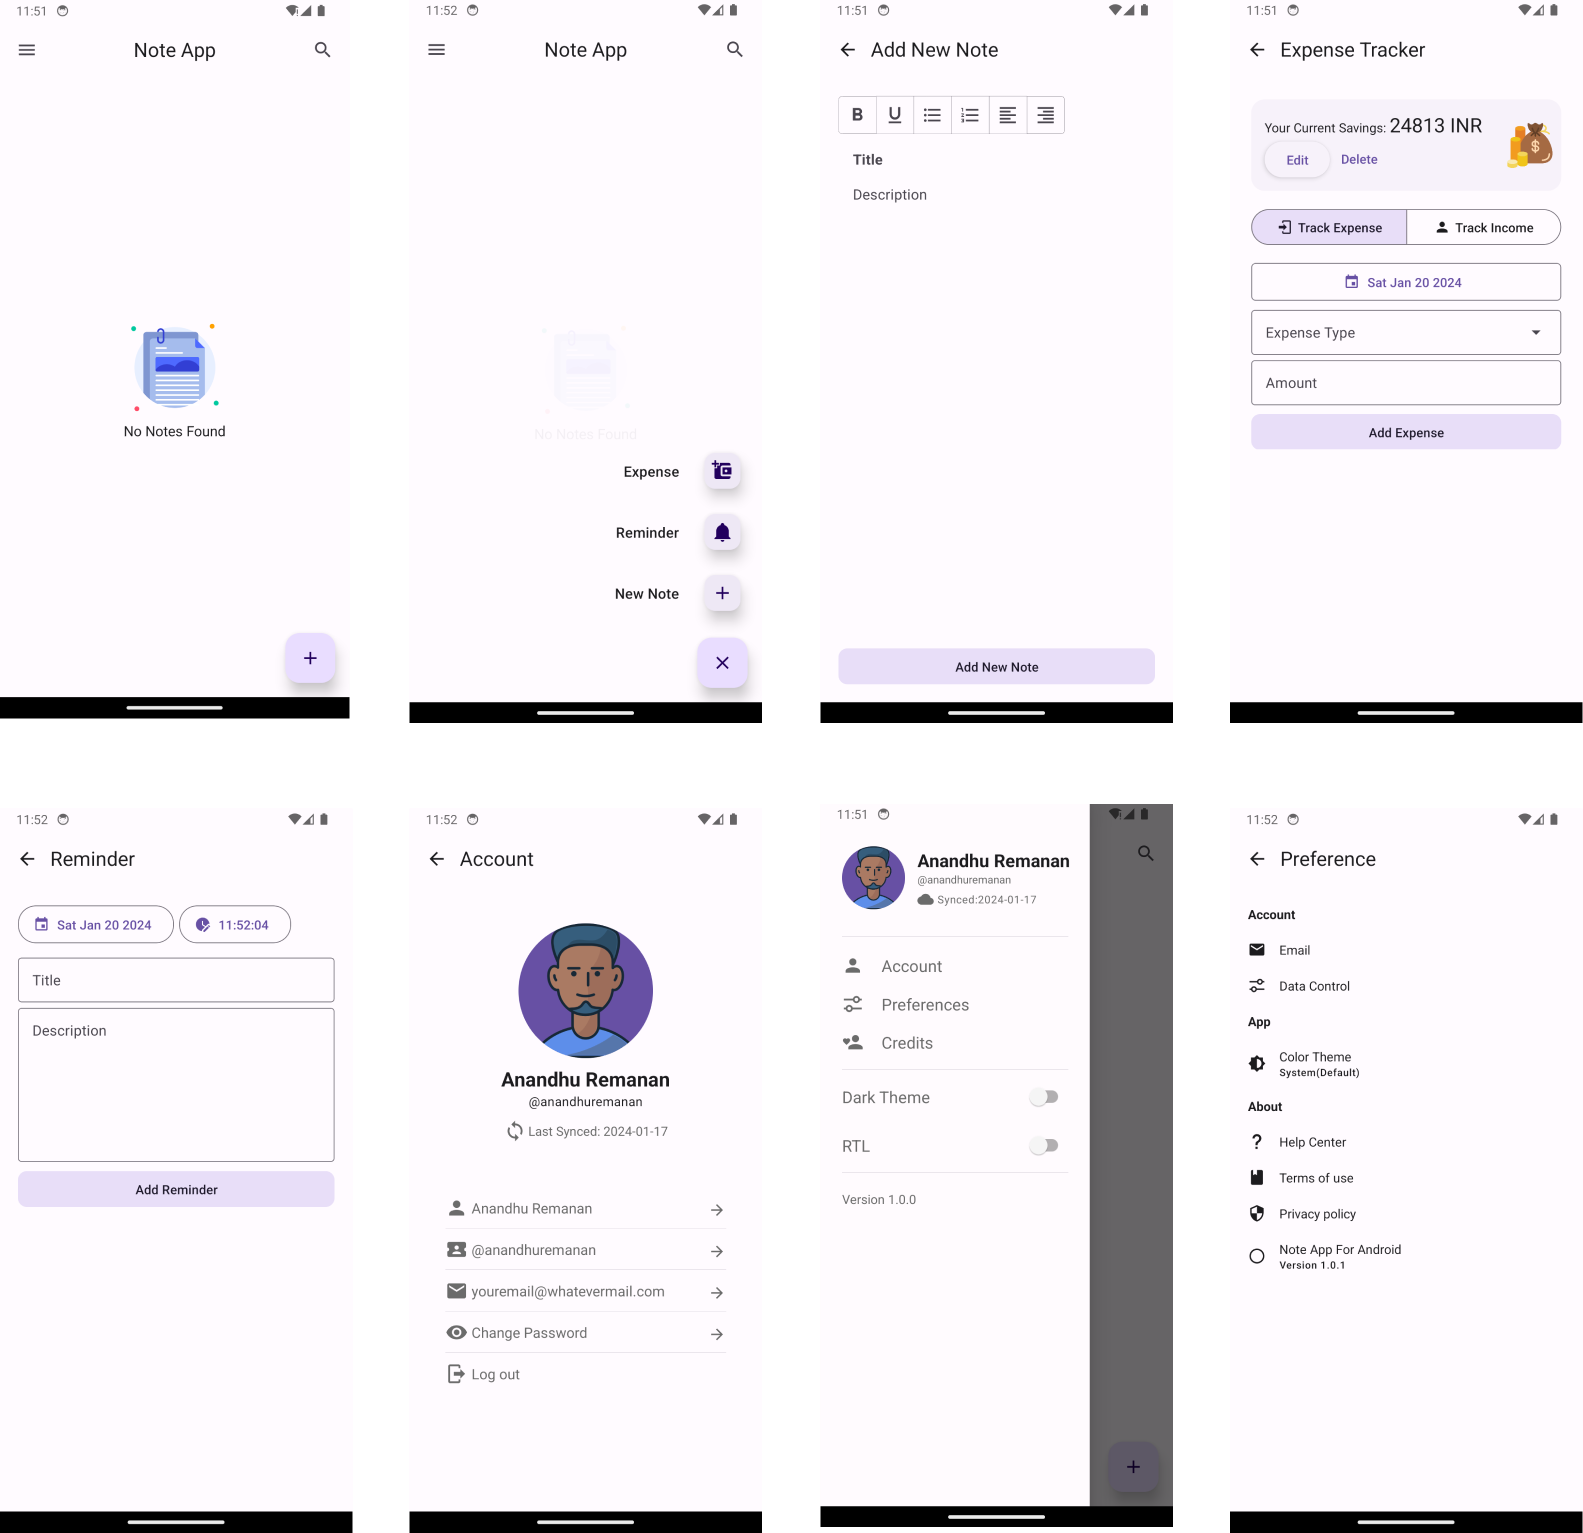 11:51
Note App
No Notes Found
11:52
Note App
No Notes Found
Expense
Reminder
New Note
11:51
Add New Note
B U
Title
Description
Add New Note
11:51
Expense Tracker
Your Current Savings: 24813 INR
Edit Delete
$
Track Expense Track Income
Sat Jan 20 2024
Expense Type
Amount
Add Expense
11:52
Reminder
Sat Jan 20 2024 11:52:04
Title
Description
Add Reminder
11:52
Account
Anandhu Remanan
@anandhuremanan
Last Synced: 2024-01-17
Anandhu Remanan
@anandhuremanan
youremail@whatevermail.com
Change Password
Log out
11:51
Anandhu Remanan
@anandhuremanan
Synced:2024-01-17
Account
Preferences
Credits
Dark Theme
RTL
Version 1.0.0
11:52
Preference
Account
Email
Data Control
App
Color Theme
System(Default)
About
? Help Center
Terms of use
Privacy policy
Note App For Android
Version 1.0.1